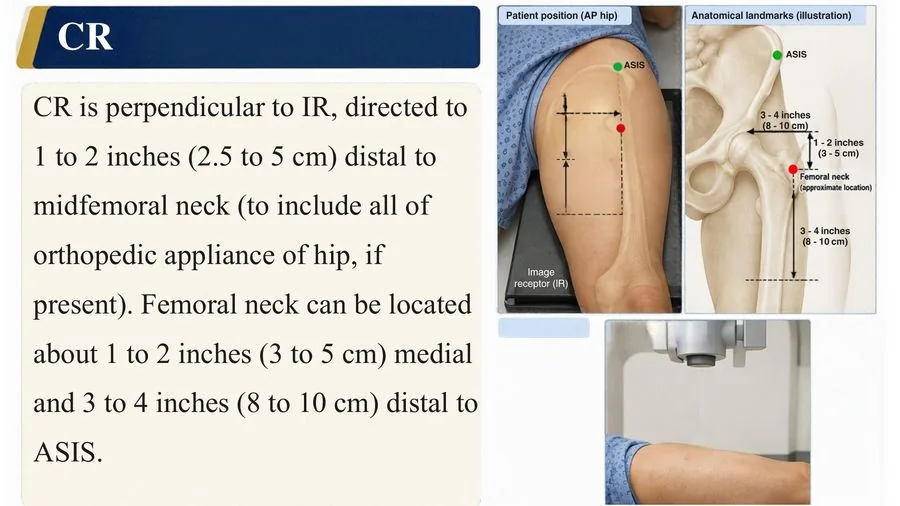 CR
CR is perpendicular to IR, directed to
1 to 2 inches (2.5 to 5 cm) distal to
midfemoral neck (to include all of
orthopedic appliance of hip, if
present). Femoral neck can be located
about 1 to 2 inches (3 to 5 cm) medial
and 3 to 4 inches (8 to 10 cm) distal to
ASIS.
Patient position (AP hip)
ASIS
Image
receptor (IR)
Anatomical landmarks (illustration)
ASIS
3 - 4 inches
(8 - 10 cm)
1 - 2 inches
(3 - 5 cm)
Femoral neck
(approximate location)
3 - 4 inches
(8 - 10 cm)